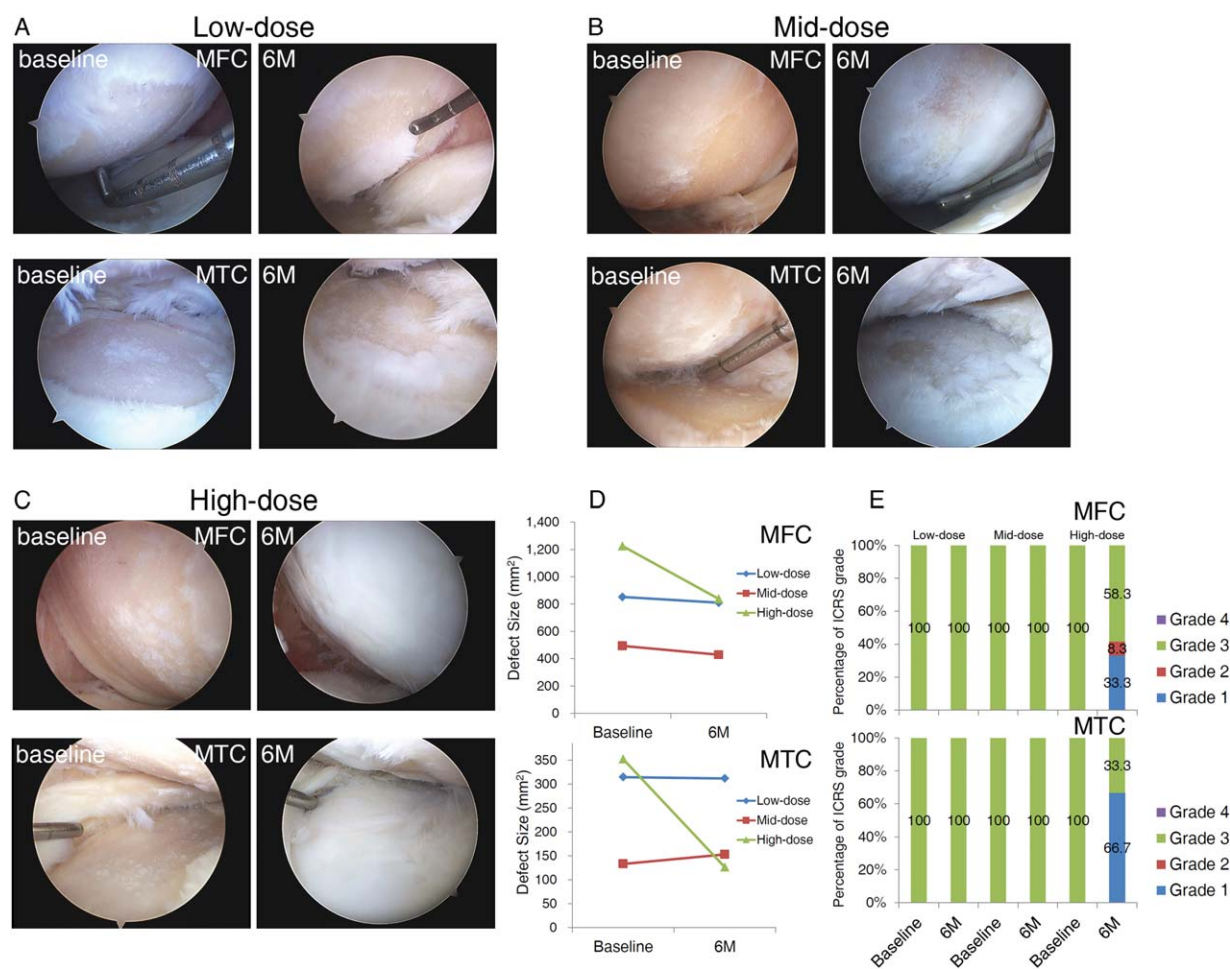 A Low-dose
baseline MFC 6M
baseline MTC 6M
B Mid-dose
baseline MFC 6M
baseline MTC 6M
C High-dose
baseline MFC 6M
baseline MTC 6M
D
MFC
Defect Size (mm²)
1,400
1,200
1,000
800
600
400
200
0
Low-dose
Mid-dose
High-dose
Baseline 6M
MTC
Defect Size (mm²)
350
300
250
200
150
100
50
0
Low-dose
Mid-dose
High-dose
Baseline 6M
E
MFC
Low-dose Mid-dose High-dose
Percentage of ICRS grade
100%
80%
60%
40%
20%
0%
100 100 100 100 100
58.3
8.3
33.3
Grade 4
Grade 3
Grade 2
Grade 1
MTC
Percentage of ICRS grade
100%
80%
60%
40%
20%
0%
100 100 100 100 100
33.3
66.7
Grade 4
Grade 3
Grade 2
Grade 1
Baseline 6M Baseline 6M Baseline 6M